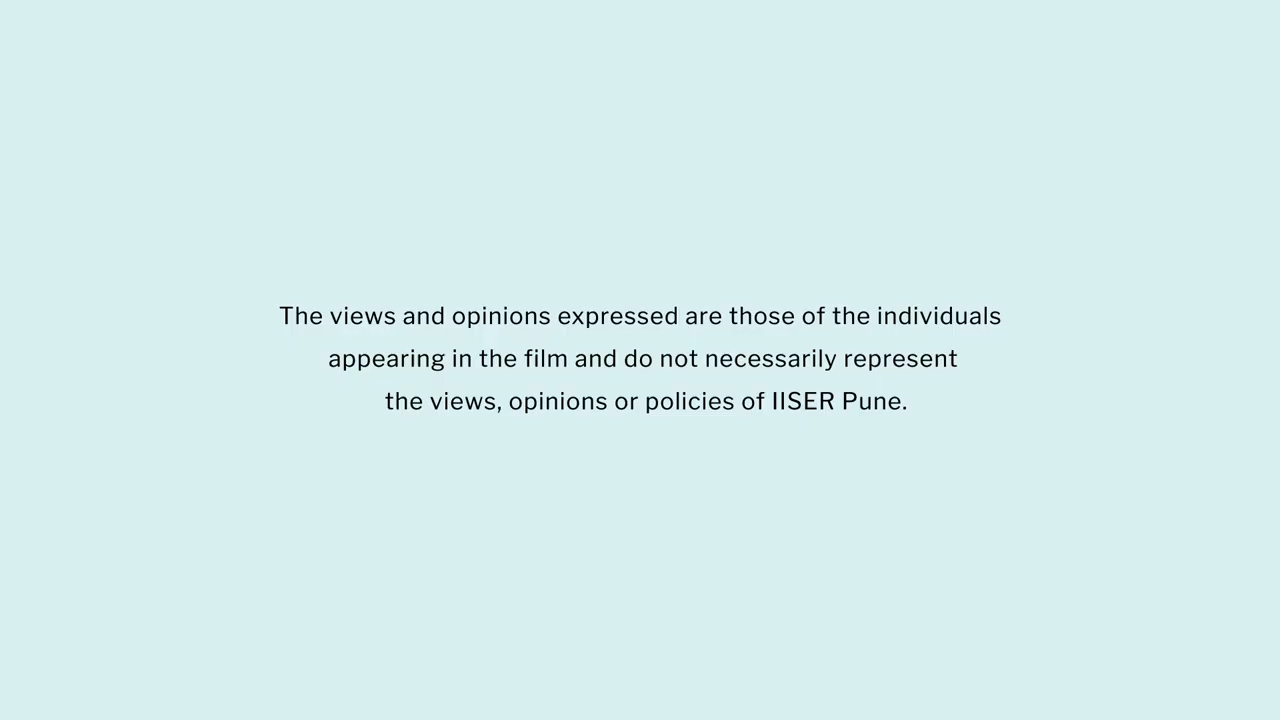 The views and opinions expressed are those of the individuals
appearing in the film and do not necessarily represent
the views, opinions or policies of IISER Pune.